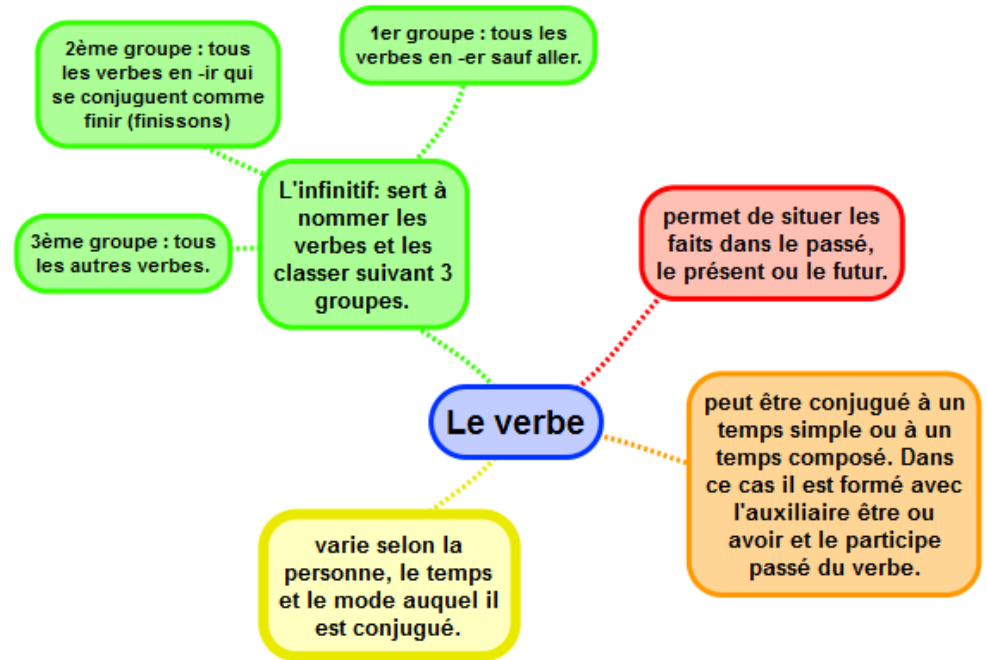 2ème groupe : tous
les verbes en -ir qui
se conjuguent comme
finir (finissons)
1er groupe : tous les
verbes en -er sauf aller.
3ème groupe : tous
les autres verbes.
L'infinitif: sert à
nommer les
verbes et les
classer suivant 3
groupes.
permet de situer les
faits dans le passé,
le présent ou le futur.
Le verbe
peut être conjugué à un
temps simple ou à un
temps composé. Dans
ce cas il est formé avec
l'auxiliaire être ou
avoir et le participe
passé du verbe.
varie selon la
personne, le temps
et le mode auquel il
est conjugué.